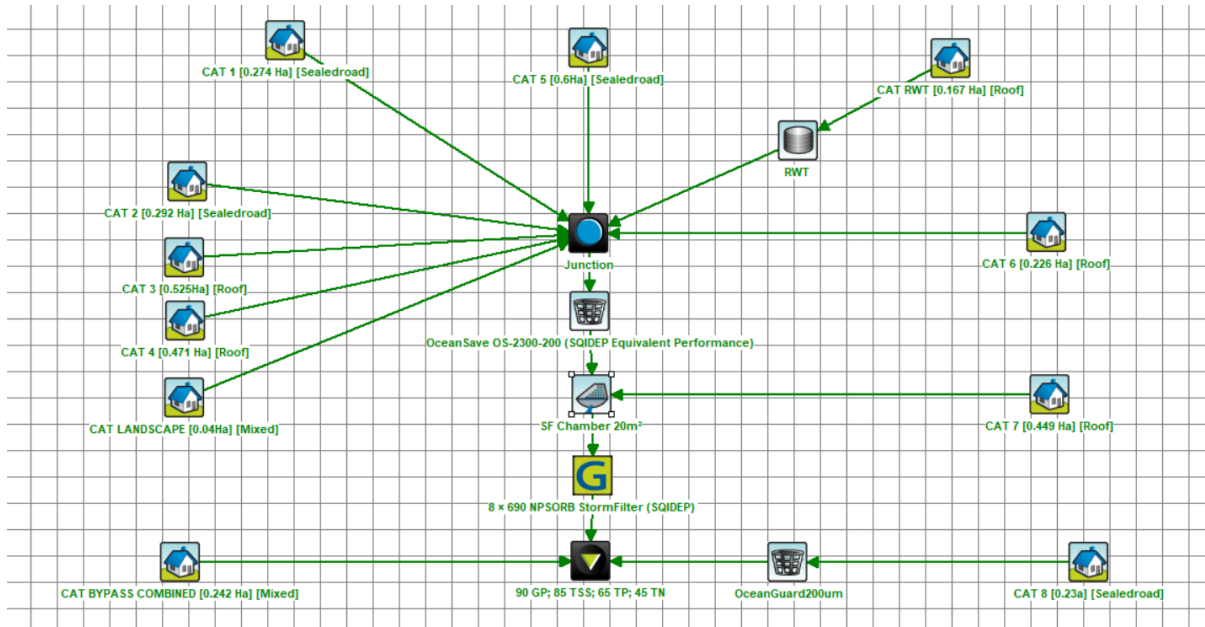 CAT 1 [0.274 Ha] [Sealedroad]
CAT 5 [0.6Ha] [Sealedroad]
CAT RWT [0.167 Ha] [Roof]
RWT
CAT 2 [0.292 Ha] [Sealedroad]
Junction
CAT 6 [0.226 Ha] [Roof]
CAT 3 [0.525Ha] [Roof]
CAT 4 [0.471 Ha] [Roof]
OceanSave OS-2300-200 (SQIDEP Equivalent Performance)
CAT LANDSCAPE [0.04Ha] [Mixed]
SF Chamber 20m²
CAT 7 [0.449 Ha] [Roof]
G
8 × 690 NPSORB StormFilter (SQIDEP)
CAT BYPASS COMBINED [0.242 Ha] [Mixed]
90 GP; 85 TSS; 65 TP; 45 TN
OceanGuard200um
CAT 8 [0.23a] [Sealedroad]